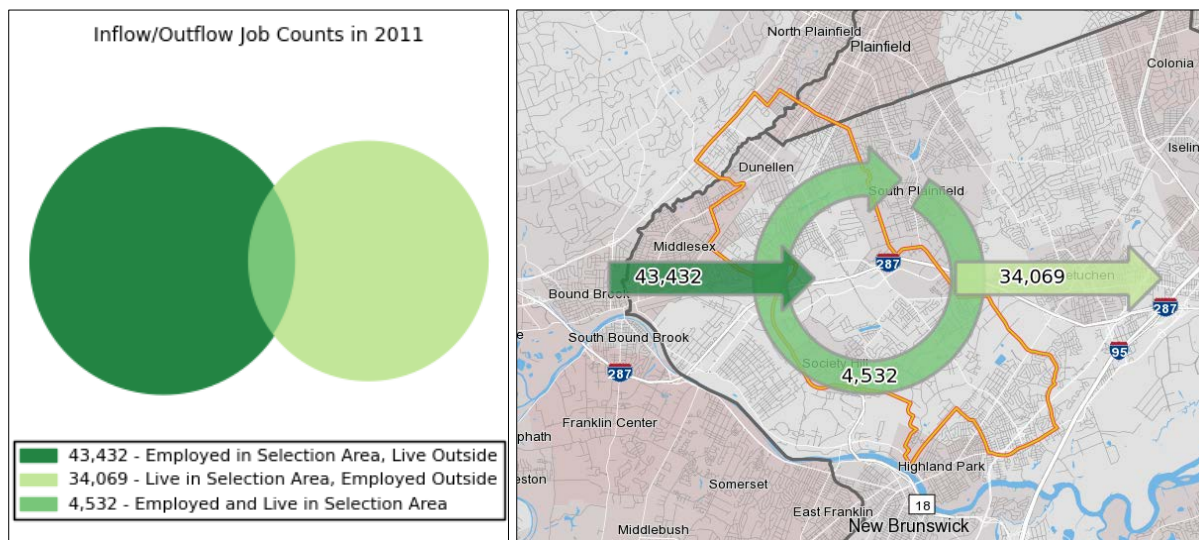 Inflow/Outflow Job Counts in 2011
43,432 - Employed in Selection Area, Live Outside
34,069 - Live in Selection Area, Employed Outside
4,532 - Employed and Live in Selection Area
North Plainfield
Plainfield
Colonia
Iselin
Dunellen
South Plainfield
Middlesex
287
43,432
34,069
etuchen
Bound Brook
287
South Bound Brook
95
Society Hill
287
4,532
Franklin Center
Highland Park
Somerset
18
East Franklin
New Brunswick
Middlebush